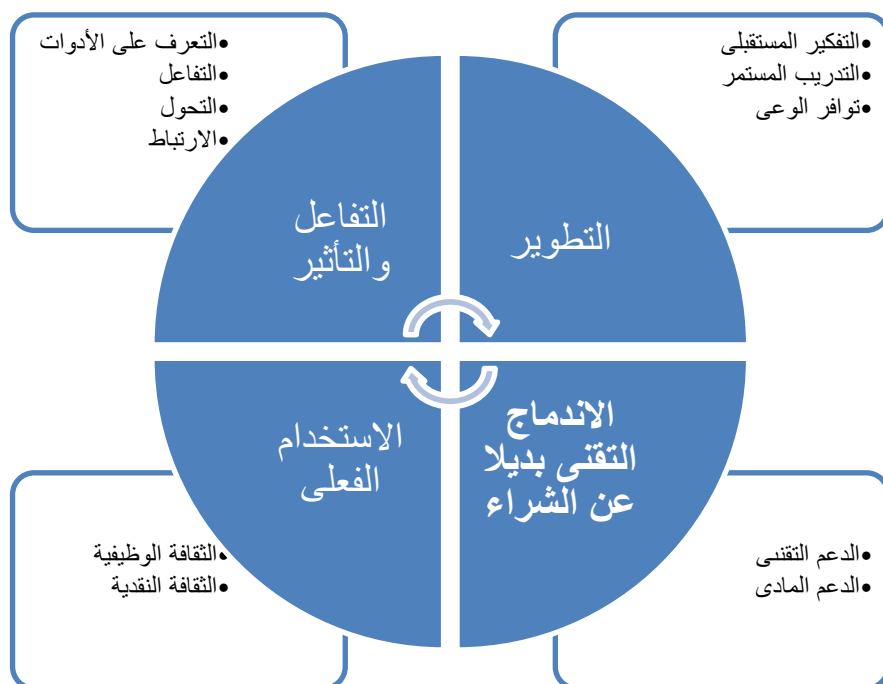 التفكير المستقبلى
التدريب المستمر
توافر الوعى
التطوير
التعرف على الأدوات
التفاعل
التحول
الارتباط
التفاعل
والتأثير
الاندماج
التقنى بديلا
عن الشراء
الدعم التقنى
الدعم المادى
الاستخدام
الفعلى
الثقافة الوظيفية
الثقافة النقدية